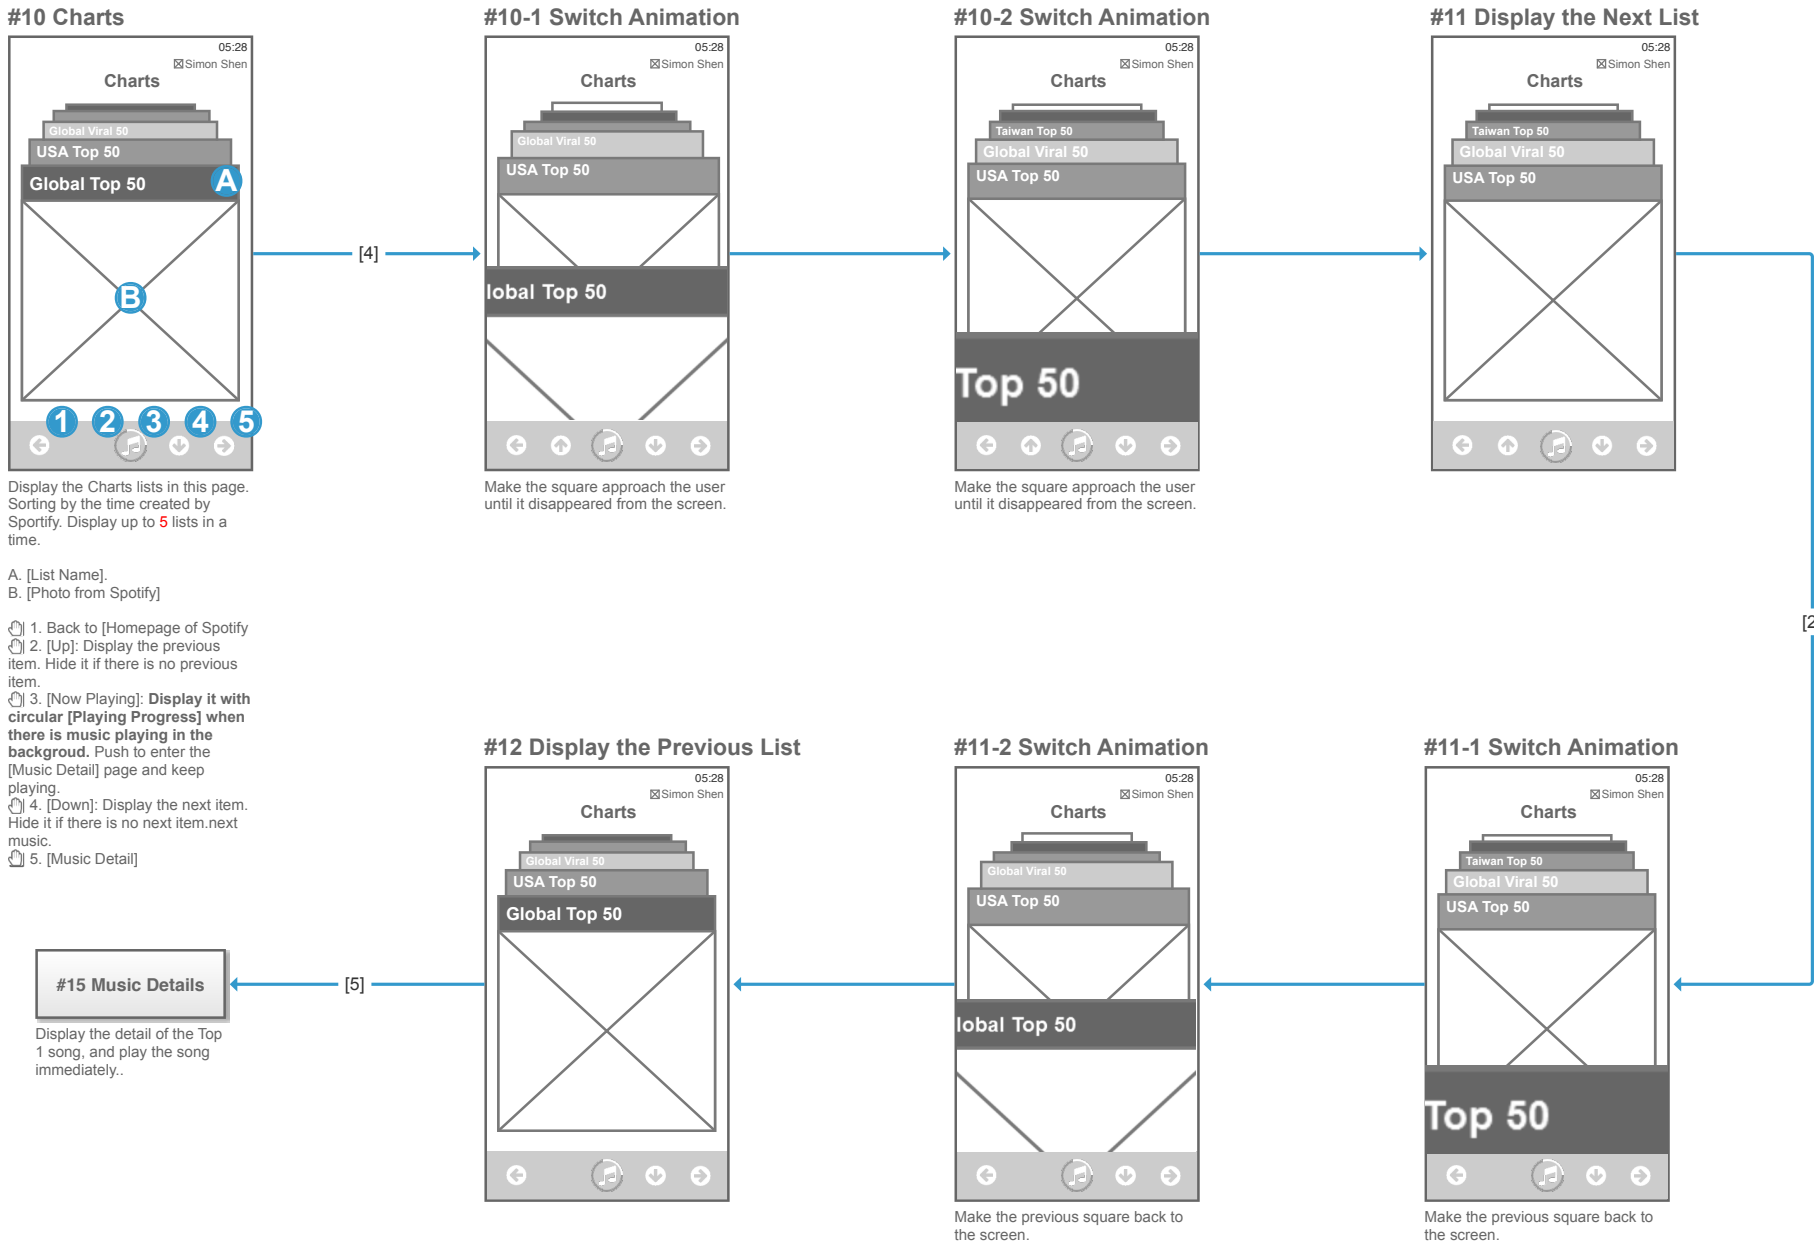 #10 Charts
05:28
Simon Shen
Charts
Global Viral 50
USA Top 50
Global Top 50
A
B
1 2 3 4 5
Display the Charts lists in this page.
Sorting by the time created by
Sportify. Display up to 5 lists in a
time.
A. [List Name].
B. [Photo from Spotify]
1. Back to [Homepage of Spotify
2. [Up]: Display the previous
item. Hide it if there is no previous
item.
3. [Now Playing]: Display it with
circular [Playing Progress] when
there is music playing in the
backgroud. Push to enter the
[Music Detail] page and keep
playing.
4. [Down]: Display the next item.
Hide it if there is no next item.next
music.
5. [Music Detail]
[4]
#10-1 Switch Animation
05:28
Simon Shen
Charts
Global Viral 50
USA Top 50
lobal Top 50
Make the square approach the user
until it disappeared from the screen.
#10-2 Switch Animation
05:28
Simon Shen
Charts
Taiwan Top 50
Global Viral 50
USA Top 50
Top 50
Make the square approach the user
until it disappeared from the screen.
#11 Display the Next List
05:28
Simon Shen
Charts
Taiwan Top 50
Global Viral 50
USA Top 50
[2
#11-1 Switch Animation
05:28
Simon Shen
Charts
Taiwan Top 50
Global Viral 50
USA Top 50
Top 50
Make the previous square back to
the screen.
#11-2 Switch Animation
05:28
Simon Shen
Charts
Global Viral 50
USA Top 50
lobal Top 50
Make the previous square back to
the screen.
#12 Display the Previous List
05:28
Simon Shen
Charts
Global Viral 50
USA Top 50
Global Top 50
[5]
#15 Music Details
Display the detail of the Top
1 song, and play the song
immediately..